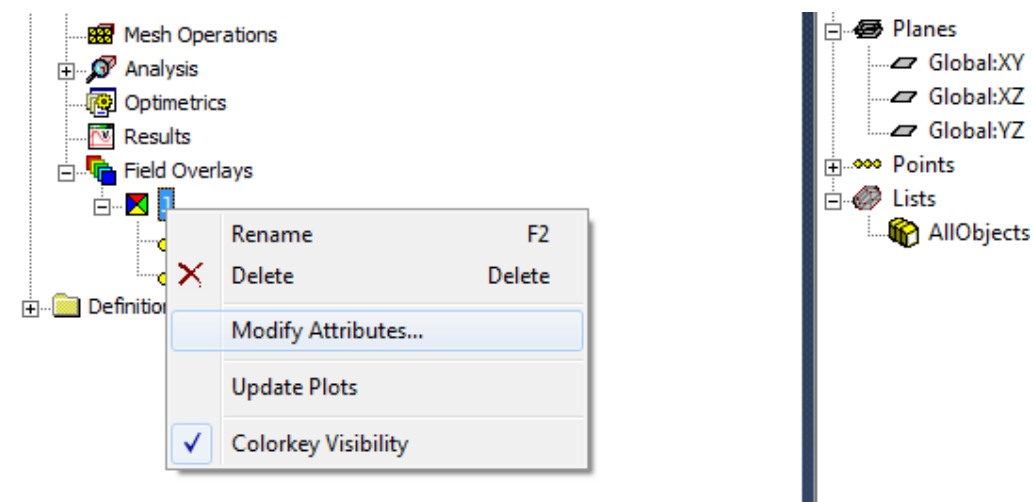 Mesh Operations
Analysis
Optimetrics
Results
Field Overlays
J
Rename F2
Delete Delete
Modify Attributes...
Update Plots
Colorkey Visibility
Planes
Global:XY
Global:XZ
Global:YZ
Points
Lists
AllObjects